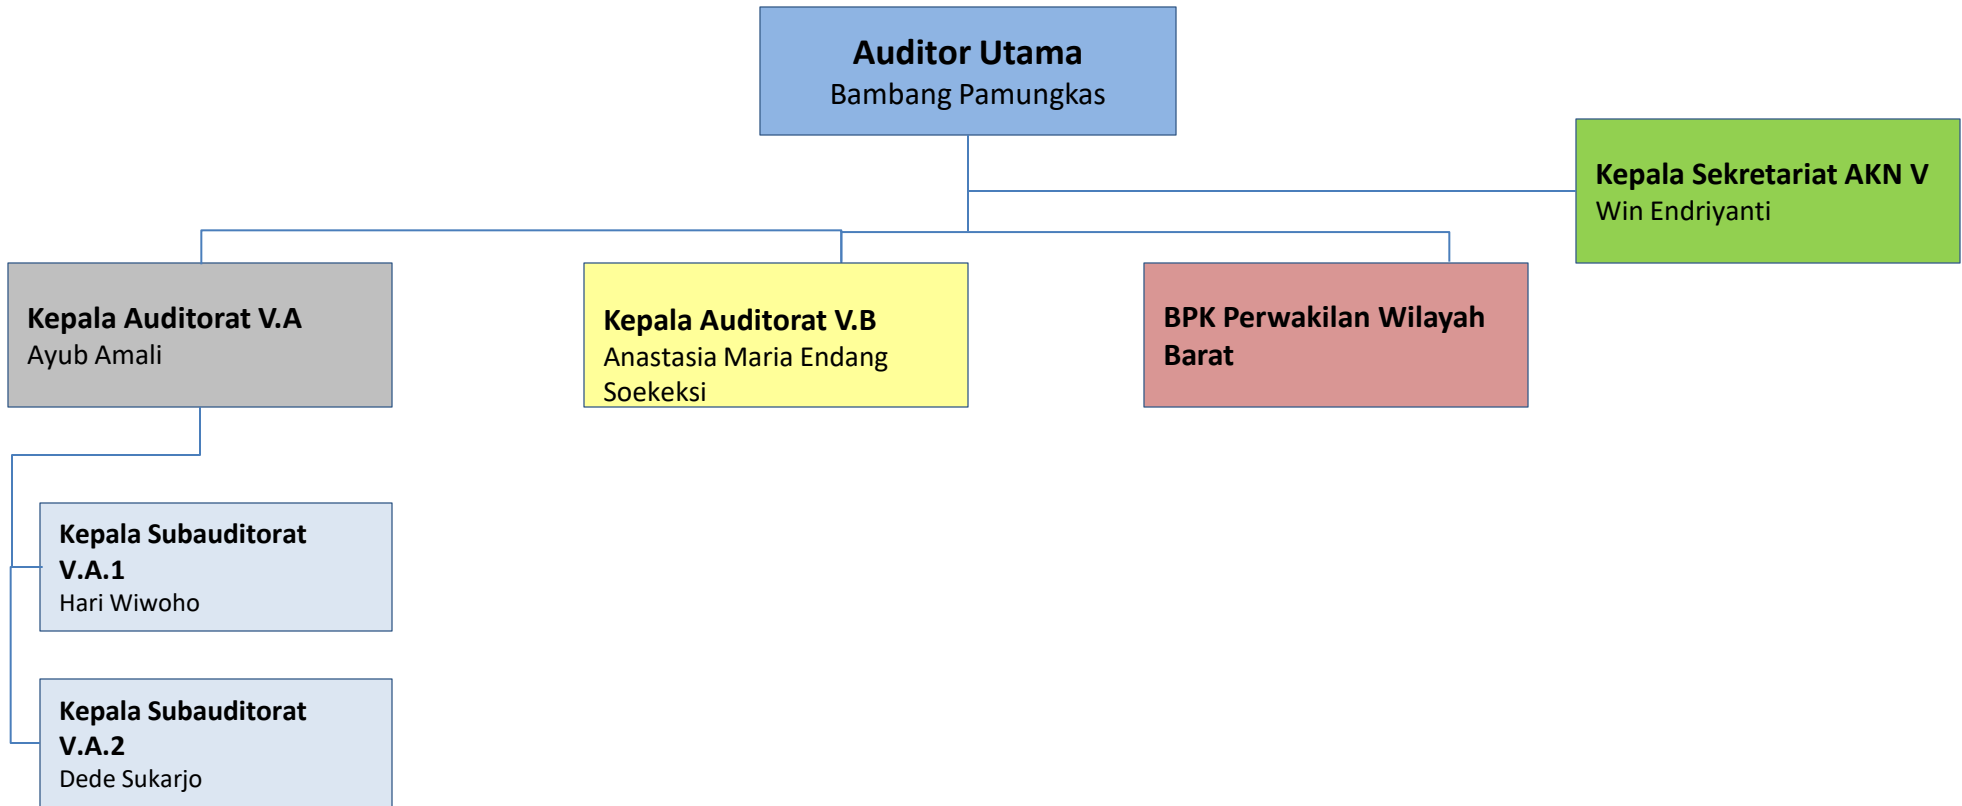 Auditor Utama
Bambang Pamungkas
Kepala Sekretariat AKN V
Win Endriyanti
Kepala Auditorat V.A
Ayub Amali
Kepala Auditorat V.B
Anastasia Maria Endang
Soekeksi
BPK Perwakilan Wilayah
Barat
Kepala Subauditorat
V.A.1
Hari Wiwoho
Kepala Subauditorat
V.A.2
Dede Sukarjo